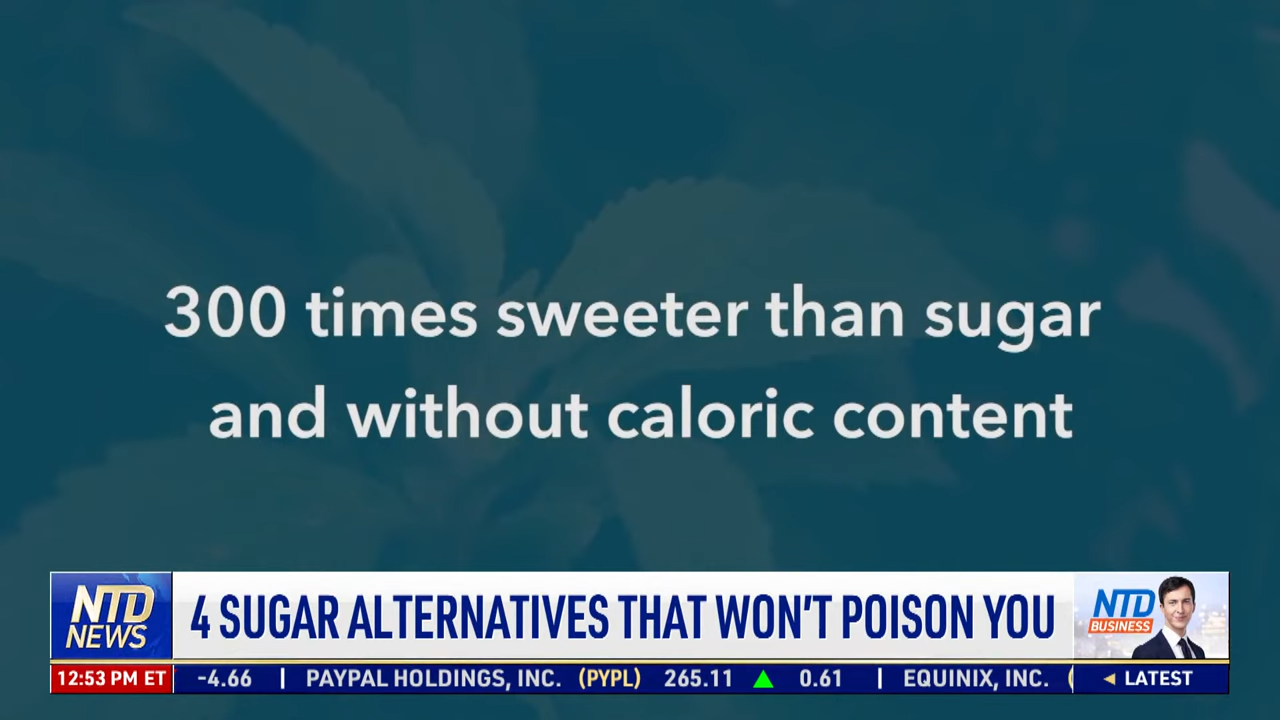 300 times sweeter than sugar
and without caloric content
NTD
NEWS
4 SUGAR ALTERNATIVES THAT WON'T POISON YOU
NTD
BUSINESS
12:53 PM ET
-4.66 | PAYPAL HOLDINGS, INC. (PYPL) 265.11 ▲ 0.61 | EQUINIX, INC. (
◄ LATEST